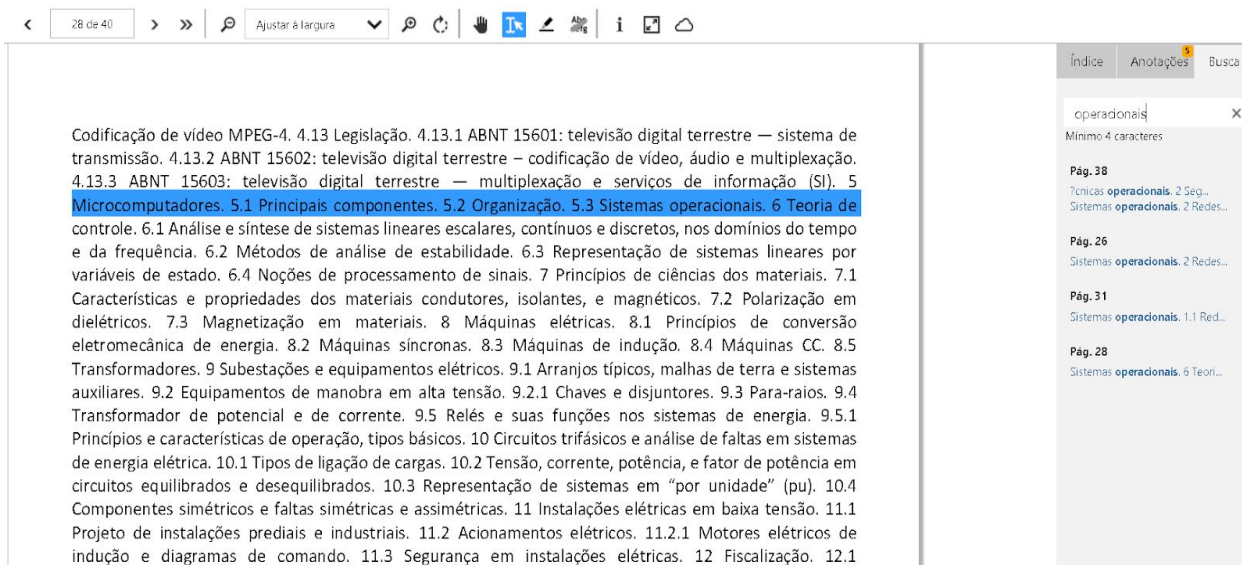 28 de 40
Ajustar à largura
Índice
Anotações
5
Busca
operacionais
Mínimo 4 caracteres
Pág. 38
?cnicas operacionais. 2 Seg...
Sistemas operacionais. 2 Redes...
Pág. 26
Sistemas operacionais. 2 Redes...
Pág. 31
Sistemas operacionais. 1.1 Red...
Pág. 28
Sistemas operacionais. 6 Teori...
Codificação de vídeo MPEG-4. 4.13 Legislação. 4.13.1 ABNT 15601: televisão digital terrestre — sistema de
transmissão. 4.13.2 ABNT 15602: televisão digital terrestre – codificação de vídeo, áudio e multiplexação.
4.13.3 ABNT 15603: televisão digital terrestre — multiplexação e serviços de informação (SI). 5
Microcomputadores. 5.1 Principais componentes. 5.2 Organização. 5.3 Sistemas operacionais. 6 Teoria de
controle. 6.1 Análise e síntese de sistemas lineares escalares, contínuos e discretos, nos domínios do tempo
e da frequência. 6.2 Métodos de análise de estabilidade. 6.3 Representação de sistemas lineares por
variáveis de estado. 6.4 Noções de processamento de sinais. 7 Princípios de ciências dos materiais. 7.1
Características e propriedades dos materiais condutores, isolantes, e magnéticos. 7.2 Polarização em
dielétricos. 7.3 Magnetização em materiais. 8 Máquinas elétricas. 8.1 Princípios de conversão
eletromecânica de energia. 8.2 Máquinas síncronas. 8.3 Máquinas de indução. 8.4 Máquinas CC. 8.5
Transformadores. 9 Subestações e equipamentos elétricos. 9.1 Arranjos típicos, malhas de terra e sistemas
auxiliares. 9.2 Equipamentos de manobra em alta tensão. 9.2.1 Chaves e disjuntores. 9.3 Para-raios. 9.4
Transformador de potencial e de corrente. 9.5 Relés e suas funções nos sistemas de energia. 9.5.1
Princípios e características de operação, tipos básicos. 10 Circuitos trifásicos e análise de faltas em sistemas
de energia elétrica. 10.1 Tipos de ligação de cargas. 10.2 Tensão, corrente, potência, e fator de potência em
circuitos equilibrados e desequilibrados. 10.3 Representação de sistemas em “por unidade” (pu). 10.4
Componentes simétricos e faltas simétricas e assimétricas. 11 Instalações elétricas em baixa tensão. 11.1
Projeto de instalações prediais e industriais. 11.2 Acionamentos elétricos. 11.2.1 Motores elétricos de
indução e diagramas de comando. 11.3 Segurança em instalações elétricas. 12 Fiscalização. 12.1